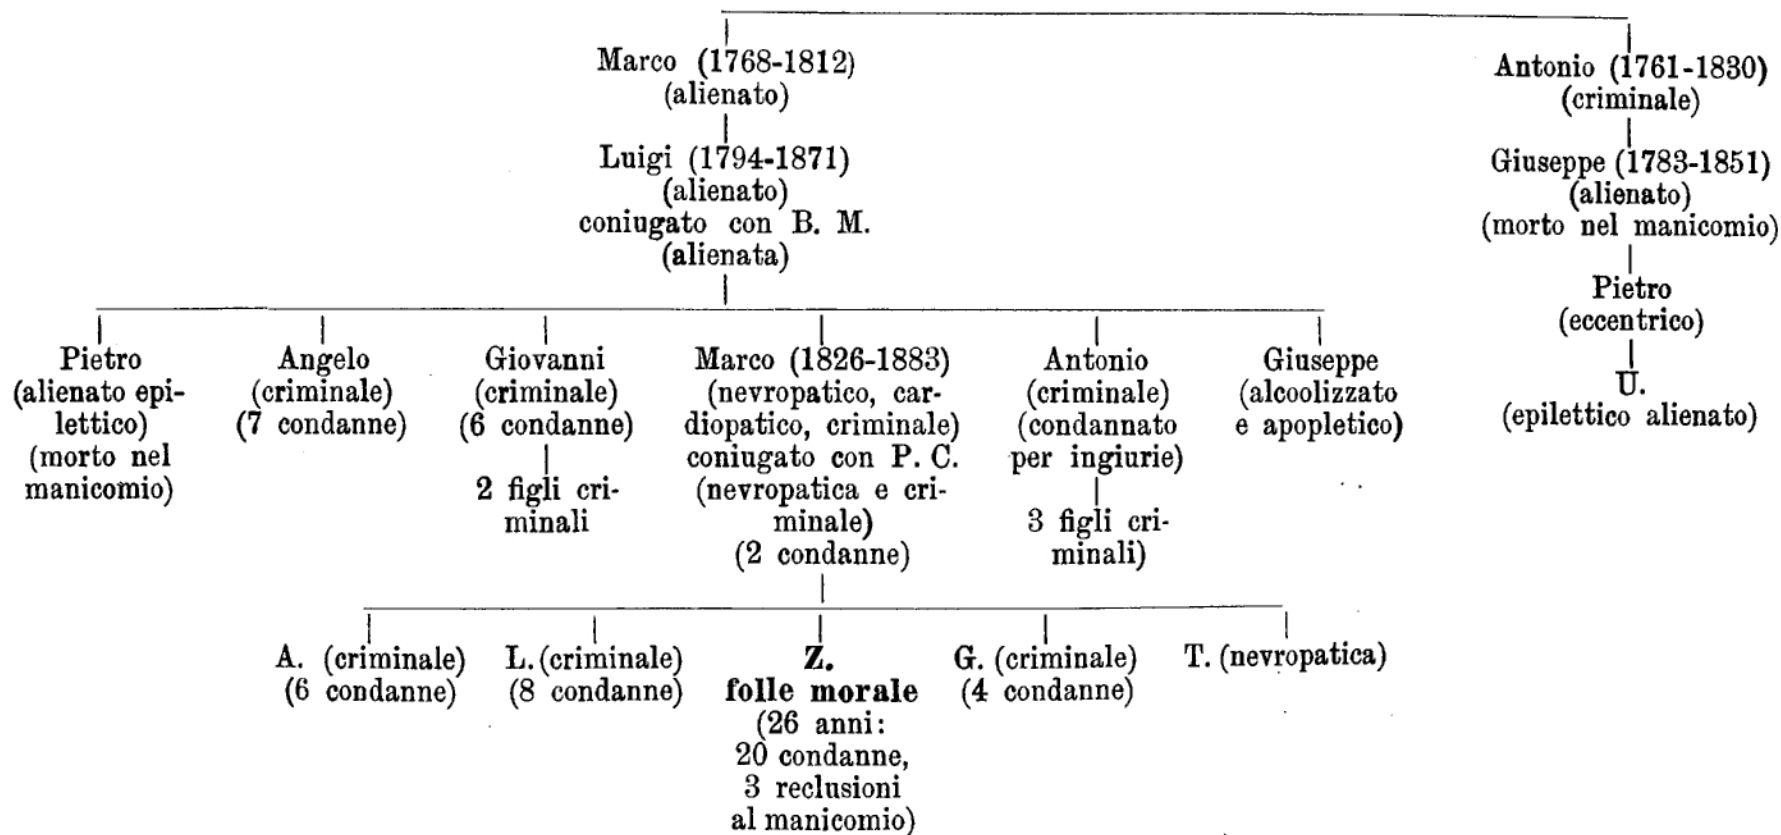 Marco (1768-1812)
(alienato)
Luigi (1794-1871)
(alienato)
coniugato con B. M.
(alienata)
Antonio (1761-1830)
(criminale)
Giuseppe (1783-1851)
(alienato)
(morto nel manicomio)
Pietro
(eccentrico)
U.
(epilettico alienato)
Pietro
(alienato epi-
lettico)
(morto nel
manicomio)
Angelo
(criminale)
(7 condanne)
Giovanni
(criminale)
(6 condanne)
2 figli cri-
minali
Marco (1826-1883)
(nevropatico, car-
diopatico, criminale)
coniugato con P. C.
(nevropatica e cri-
minale)
(2 condanne)
Antonio
(criminale)
(condannato
per ingiurie)
3 figli cri-
minali)
Giuseppe
(alcoolizzato
e apopletico)
A. (criminale)
(6 condanne)
L. (criminale)
(8 condanne)
Z.
folle morale
(26 anni:
20 condanne,
3 reclusioni
al manicomio)
G. (criminale)
(4 condanne)
T. (nevropatica)